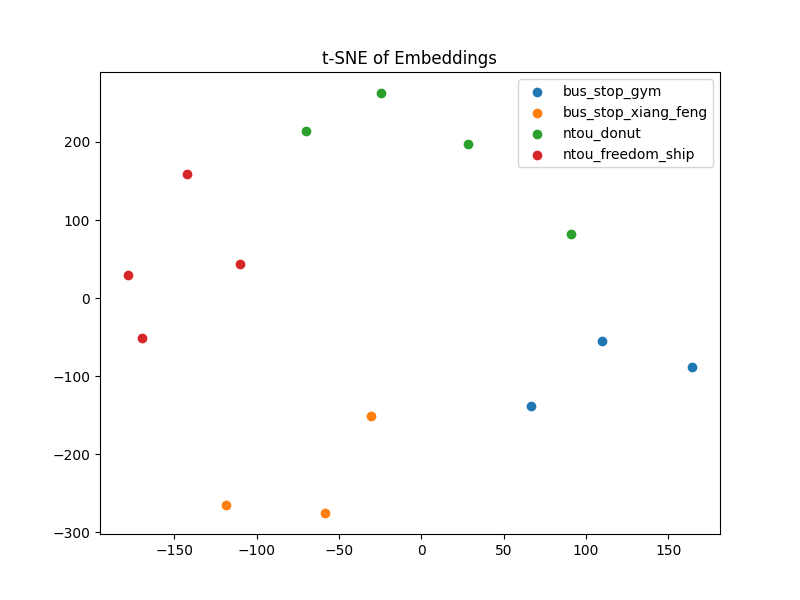 t-SNE of Embeddings
bus_stop_gym
bus_stop_xiang_feng
ntou_donut
ntou_freedom_ship
200
100
0
−100
−200
−300
−150
−100
−50
0
50
100
150